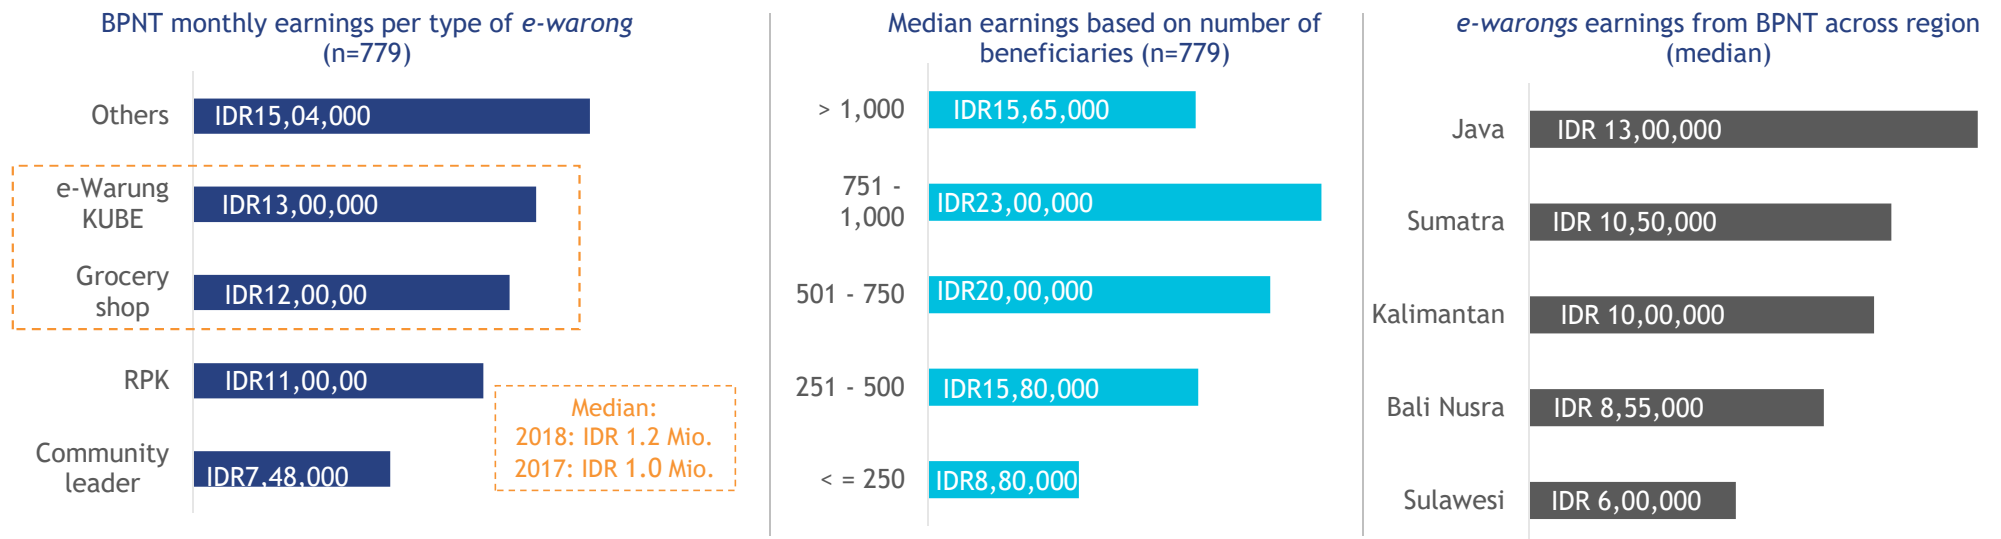 BPNT monthly earnings per type of e-warong
(n=779)
Others
IDR15,04,000
e-Warung
KUBE
IDR13,00,000
Grocery
shop
IDR12,00,00
RPK
IDR11,00,00
Community
leader
IDR7,48,000
Median:
2018: IDR 1.2 Mio.
2017: IDR 1.0 Mio.
Median earnings based on number of
beneficiaries (n=779)
> 1,000
IDR15,65,000
751 -
1,000
IDR23,00,000
501 - 750
IDR20,00,000
251 - 500
IDR15,80,000
< = 250
IDR8,80,000
e-warongs earnings from BPNT across region
(median)
Java
IDR 13,00,000
Sumatra
IDR 10,50,000
Kalimantan
IDR 10,00,000
Bali Nusra
IDR 8,55,000
Sulawesi
IDR 6,00,000